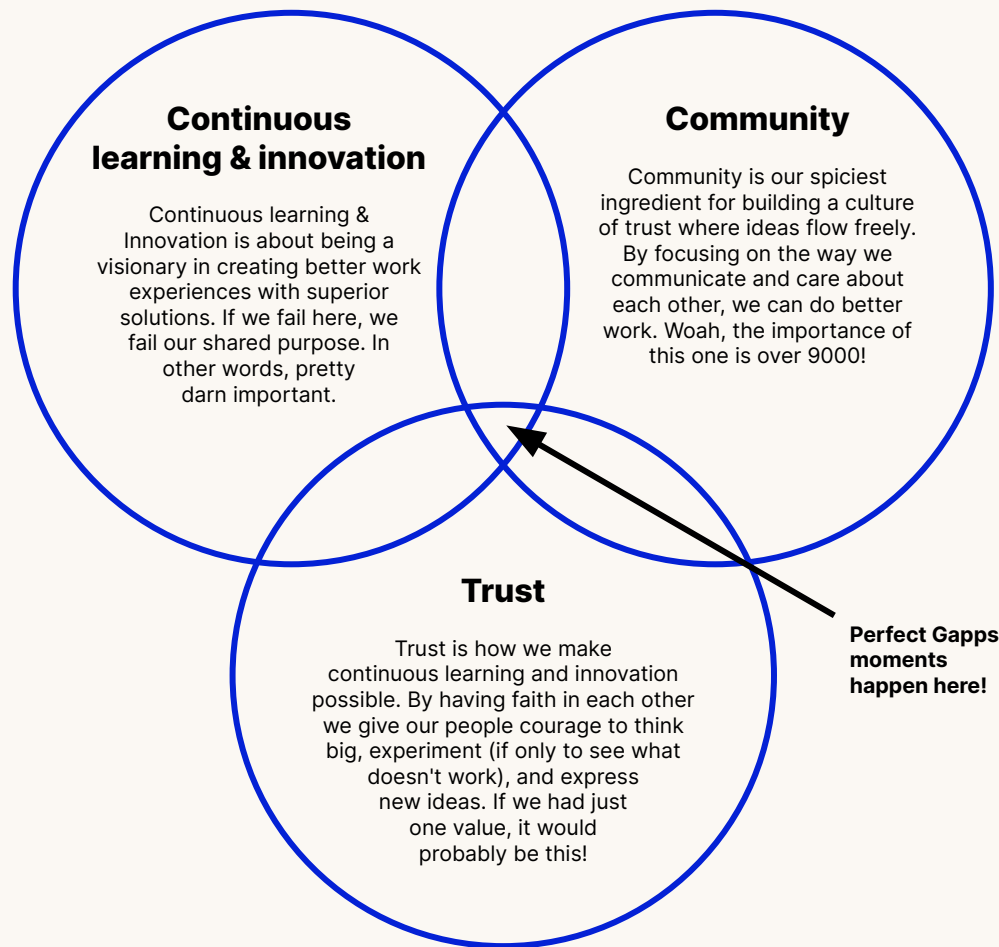 Continuous
learning & innovation
Continuous learning &
Innovation is about being a
visionary in creating better work
experiences with superior
solutions. If we fail here, we
fail our shared purpose. In
other words, pretty
darn important.
Community
Community is our spiciest
ingredient for building a culture
of trust where ideas flow freely.
By focusing on the way we
communicate and care about
each other, we can do better
work. Woah, the importance of
this one is over 9000!
Trust
Trust is how we make
continuous learning and innovation
possible. By having faith in each other
we give our people courage to think
big, experiment (if only to see what
doesn't work), and express
new ideas. If we had just
one value, it would
probably be this!
Perfect Gapps
moments
happen here!